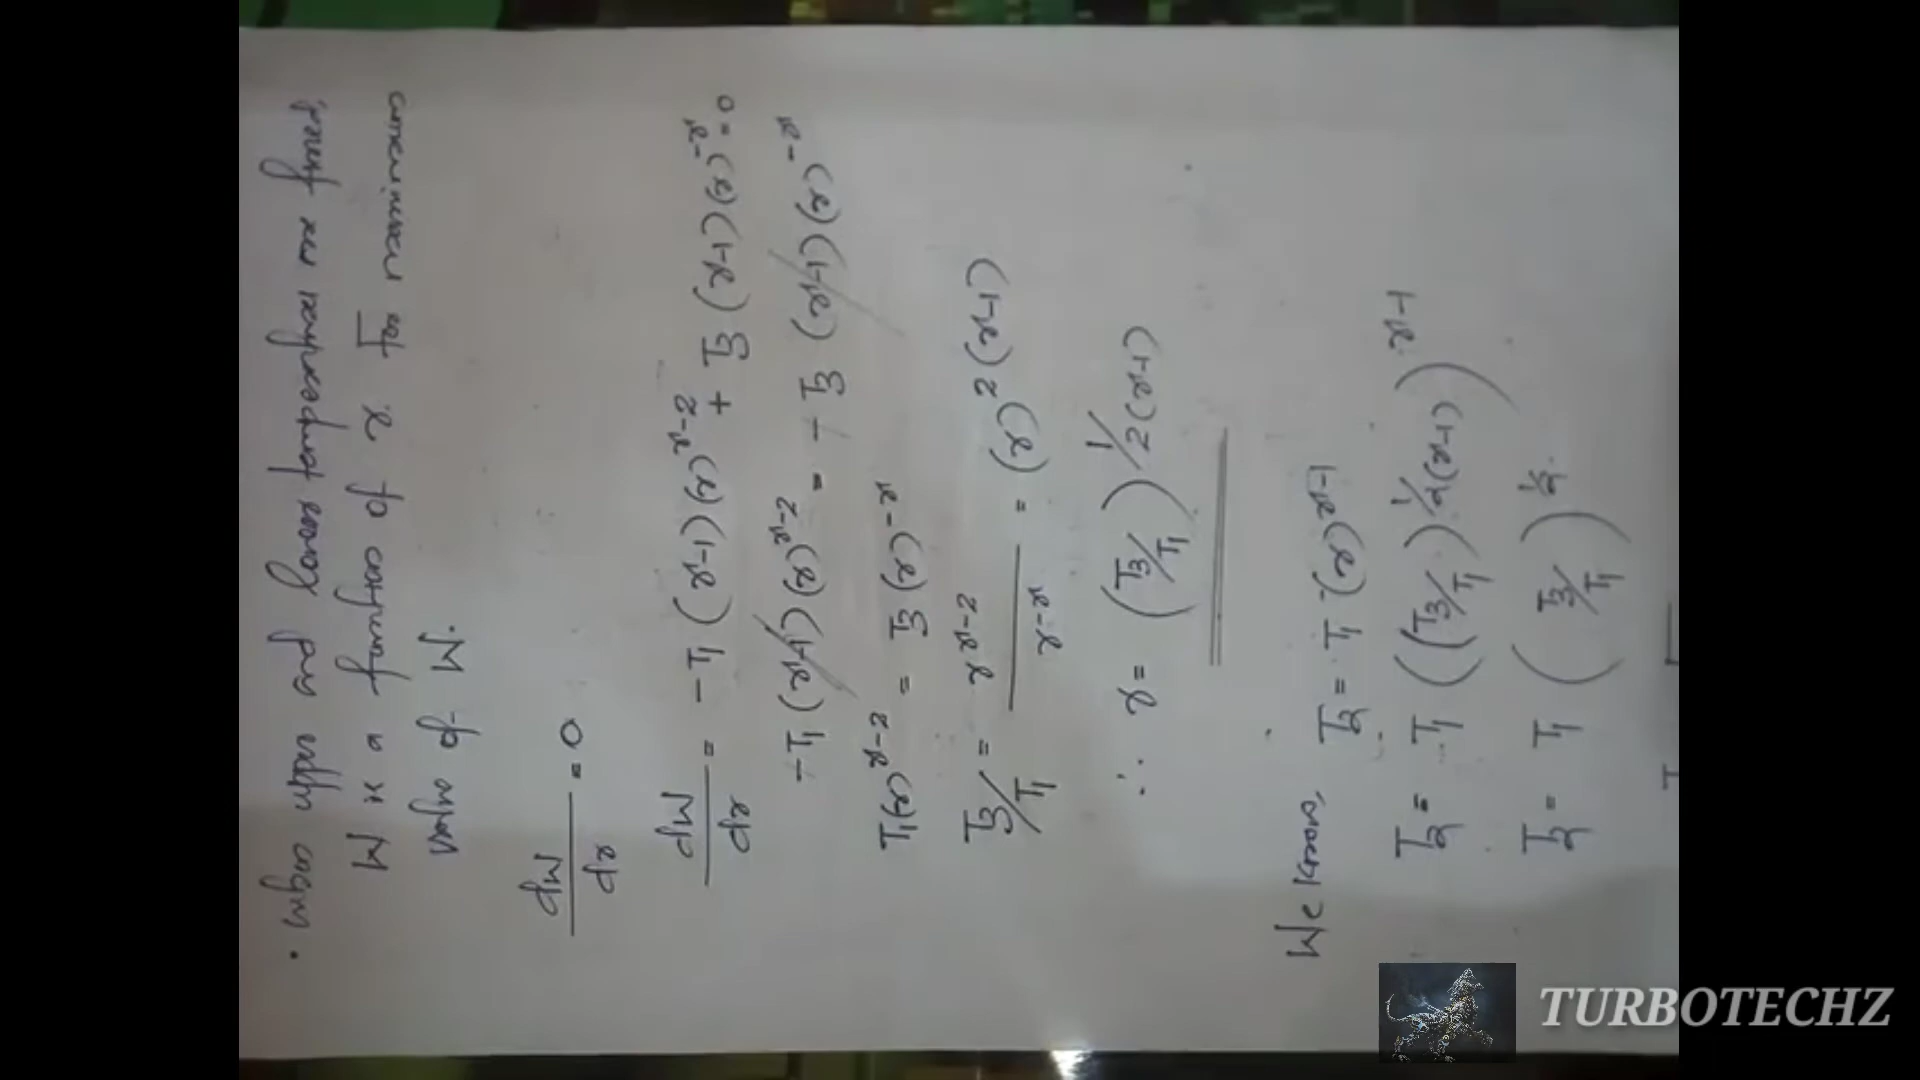 • when upper and lower temperature are fixed,
W is a function of r. For maximum
value of W.
dW/dr = 0
dW/dr = - T1 (γ-1)(r)^γ-2 + T3 (γ-1)(r)^-γ = 0
- T1 (γ-1)(r)^γ-2 = - T3 (γ-1)(r)^-γ
T1(r)^γ-2 = T3 (r)^-γ
T3/T1 = r^γ-2 / r^-γ = (r)^2(γ-1)
∴ r = (T3/T1)^1/2(γ-1)
We know, T2 = T1 (r)^γ-1
T2 = T1 ((T3/T1)^1/2(γ-1))^γ-1
T2 = T1 (T3/T1)^1/2.
TURBOTECHZ